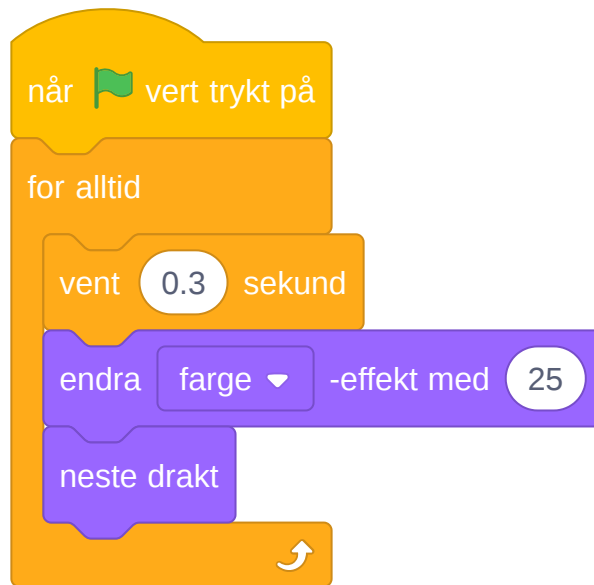 når vert trykt på
for alltid
vent 0.3 sekund
endra farge -effekt med 25
neste drakt